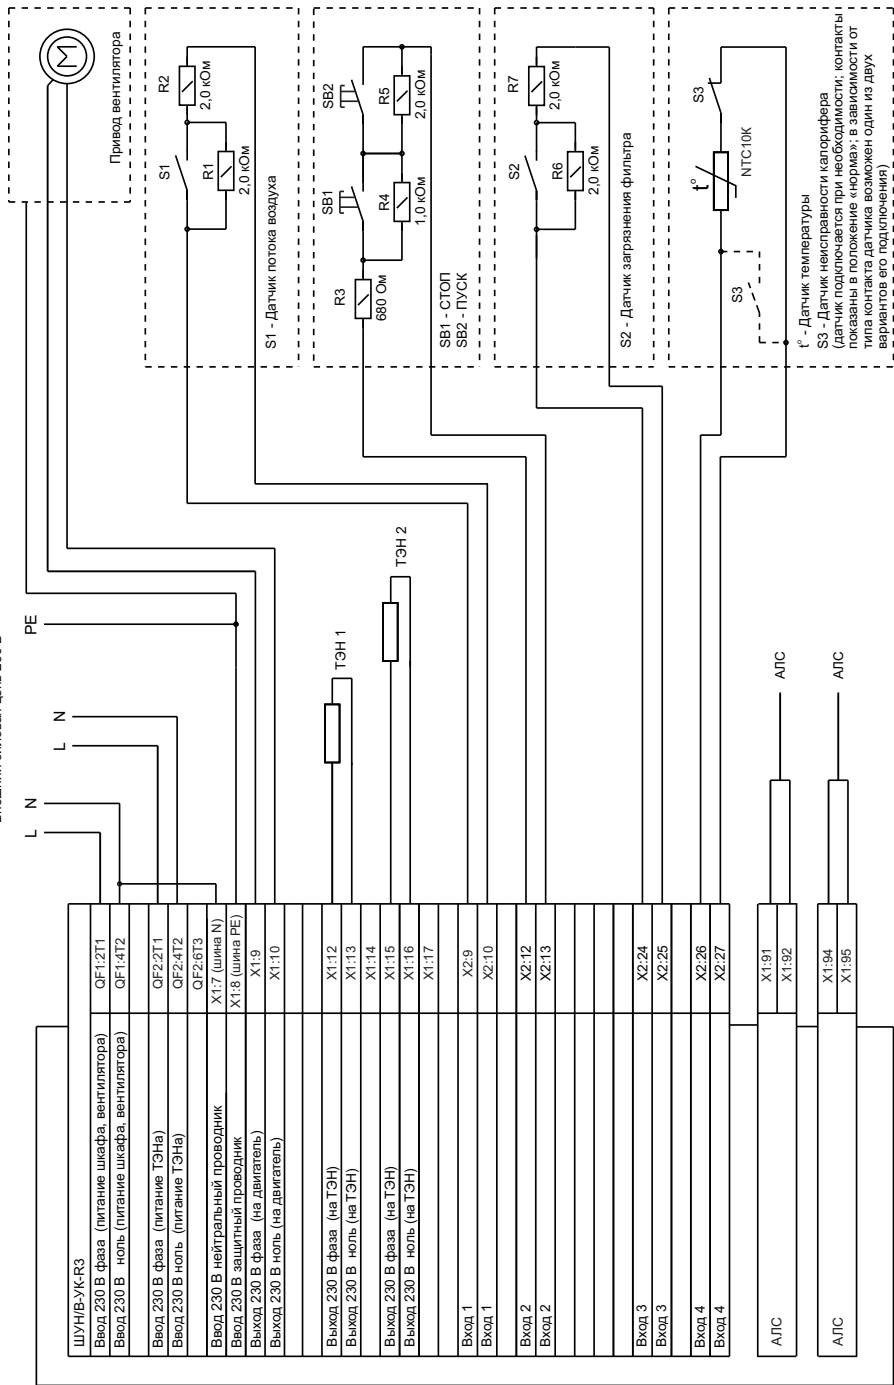 ШУН/В-УК-R3
Ввод 230 В фаза (питание шкафа, вентилятора)
QF1:2T1
Ввод 230 В ноль (питание шкафа, вентилятора)
QF1:4T2
Ввод 230 В фаза (питание ТЭНа)
QF2:2T1
Ввод 230 В ноль (питание ТЭНа)
QF2:4T2
QF2:6T3
Ввод 230 В нейтральный проводник
X1:7 (шина N)
Ввод 230 В защитный проводник
X1:8 (шина PE)
Выход 230 В фаза (на двигатель)
X1:9
Выход 230 В ноль (на двигатель)
X1:10
Выход 230 В фаза (на ТЭН)
X1:12
Выход 230 В ноль (на ТЭН)
X1:13
X1:14
Выход 230 В фаза (на ТЭН)
X1:15
Выход 230 В ноль (на ТЭН)
X1:16
X1:17
Вход 1
X2:9
Вход 1
X2:10
Вход 2
X2:12
Вход 2
X2:13
Вход 3
X2:24
Вход 3
X2:25
Вход 4
X2:26
Вход 4
X2:27
АЛС
X1:91
X1:92
АЛС
X1:94
X1:95
L
N
L
N
PE
ТЭН 1
ТЭН 2
АЛС
АЛС
M
Привод вентилятора
S1
R2
2,0 кОм
R1
2,0 кОм
S1 - Датчик потока воздуха
R3
680 Ом
SB1
R4
1,0 кОм
SB2
R5
2,0 кОм
SB1 - СТОП
SB2 - ПУСК
S2
R7
2,0 кОм
R6
2,0 кОм
S2 - Датчик загрязнения фильтра
S3
t°
NTC10K
S3
t° - Датчик температуры
S3 - Датчик неисправности калорифера
(датчик подключается при необходимости; контакты
показаны в положение «норма»; в зависимости от
типа контакта датчика возможен один из двух
вариантов его подключения)